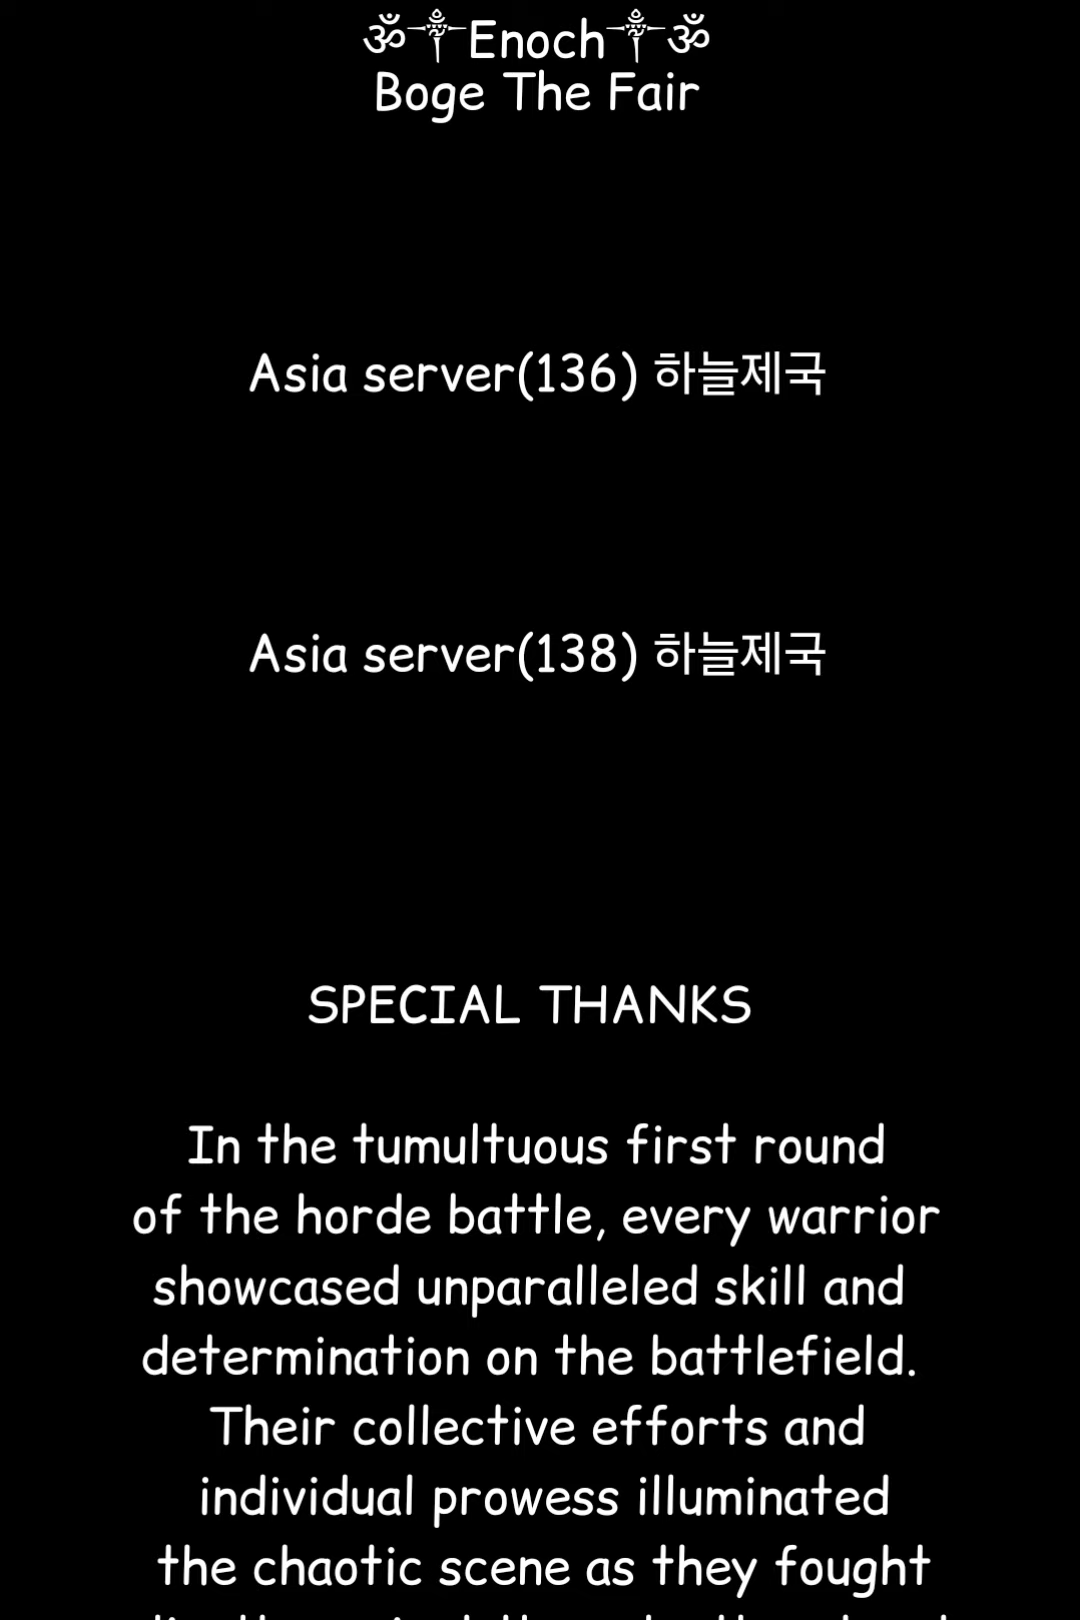 ॐ༒Enoch༒ॐ
Boge The Fair
Asia server(136) 하늘제국
Asia server(138) 하늘제국
SPECIAL THANKS
In the tumultuous first round
of the horde battle, every warrior
showcased unparalleled skill and
determination on the battlefield.
Their collective efforts and
individual prowess illuminated
the chaotic scene as they fought